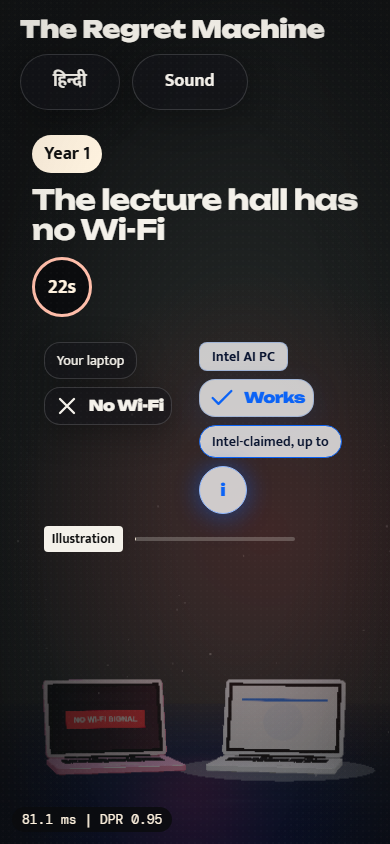 The Regret Machine
हिन्दी
Sound
Year 1
The lecture hall has
no Wi-Fi
22s
Your laptop
No Wi-Fi
Intel AI PC
Works
Intel-claimed, up to
i
Illustration
NO WI-FI SIGNAL
81.1 ms | DPR 0.95